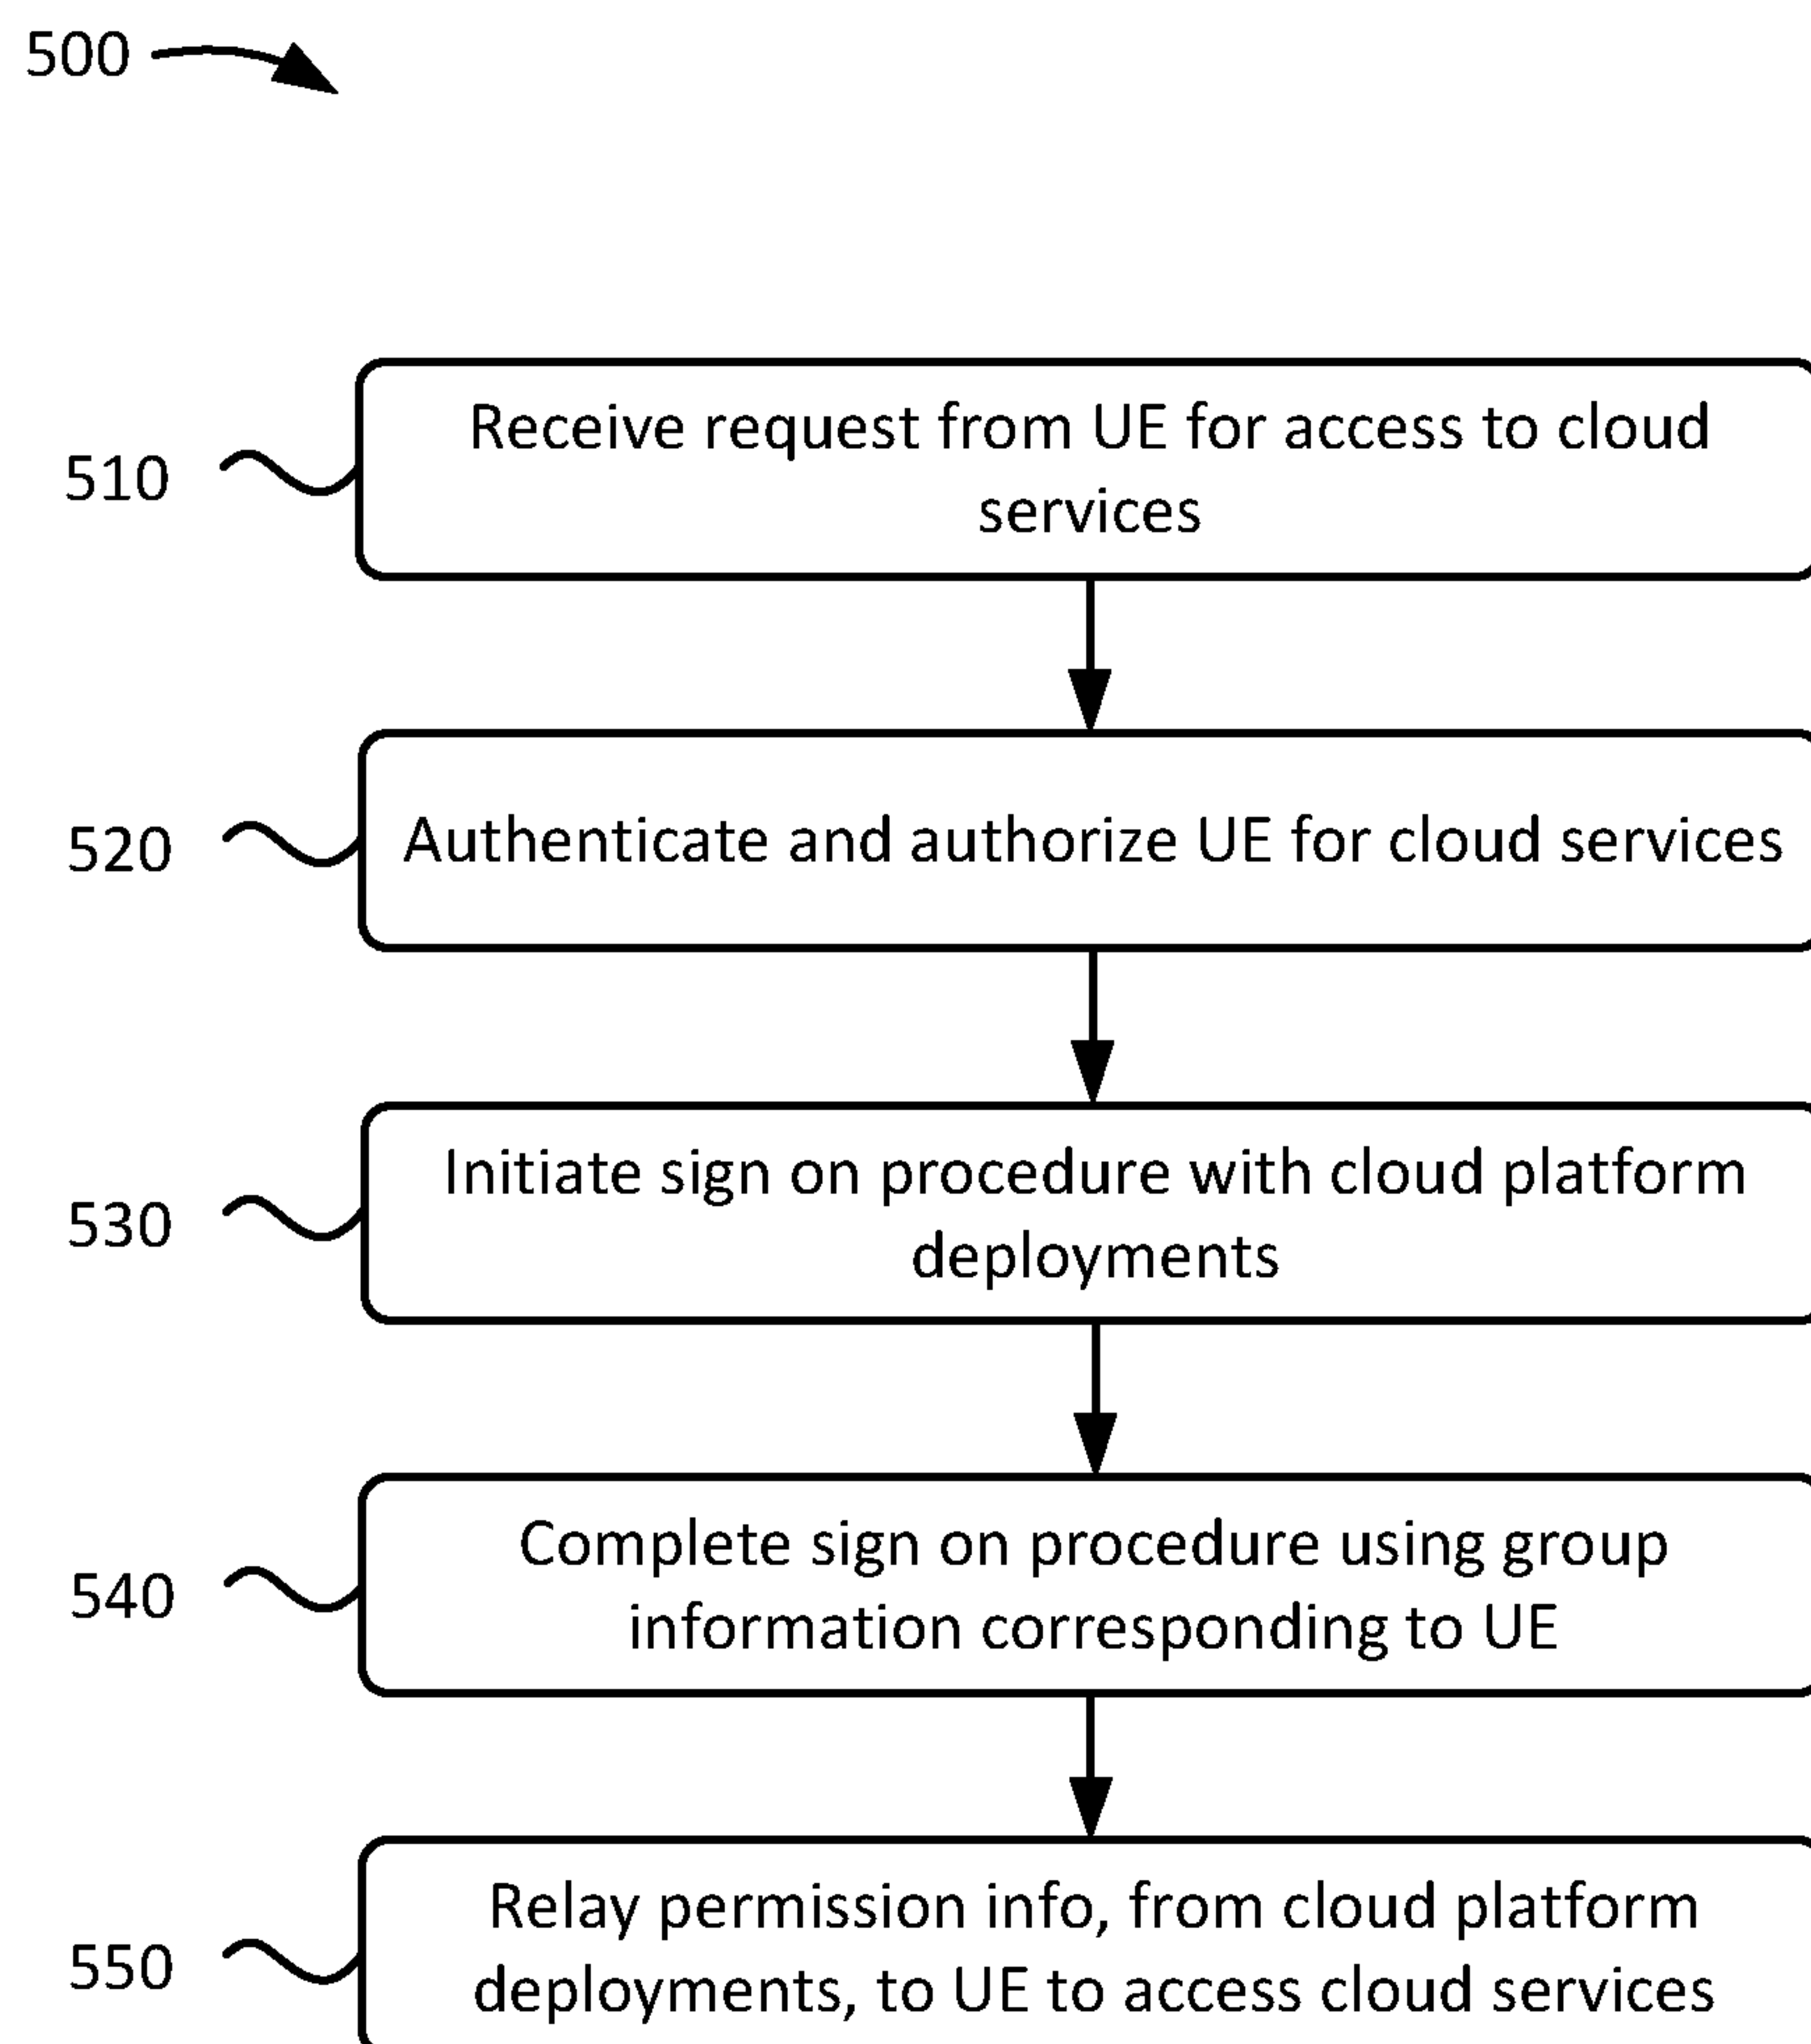 500
510
Receive request from UE for access to cloud
services
520
Authenticate and authorize UE for cloud services
530
Initiate sign on procedure with cloud platform
deployments
540
Complete sign on procedure using group
information corresponding to UE
550
Relay permission info, from cloud platform
deployments, to UE to access cloud services